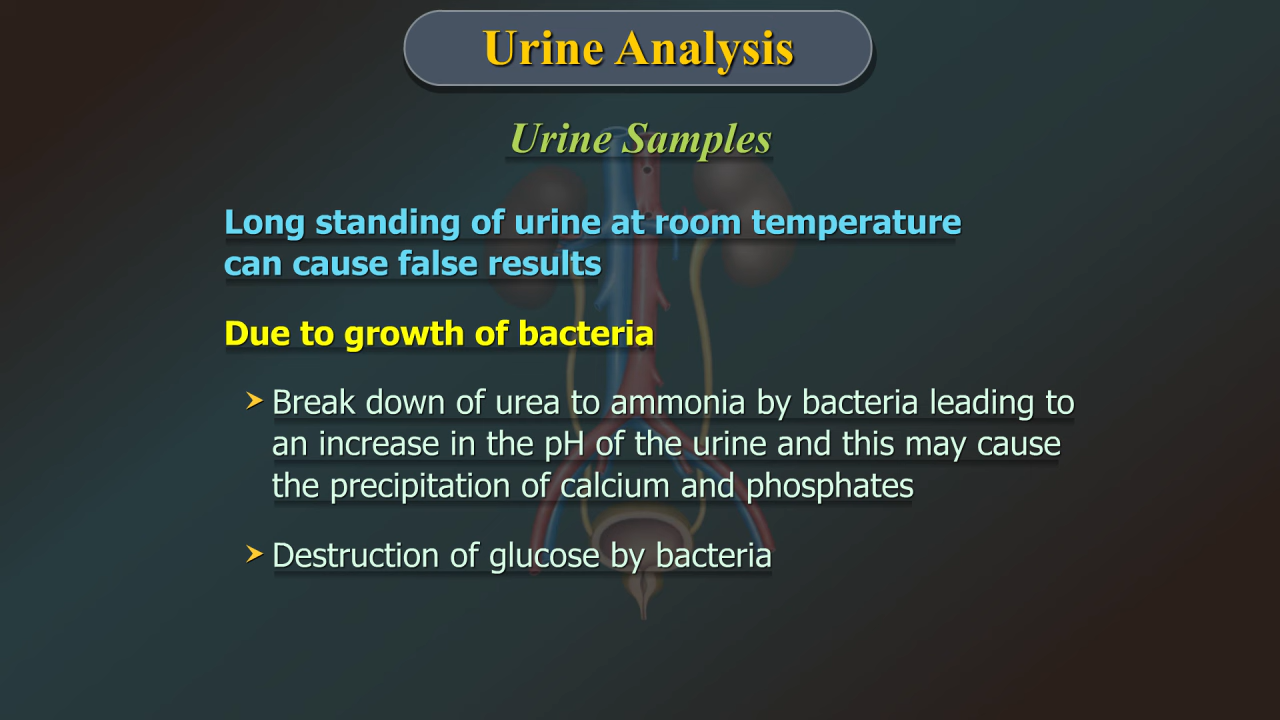 Urine Analysis
Urine Samples
Long standing of urine at room temperature
can cause false results
Due to growth of bacteria
➤ Break down of urea to ammonia by bacteria leading to
an increase in the pH of the urine and this may cause
the precipitation of calcium and phosphates
➤ Destruction of glucose by bacteria